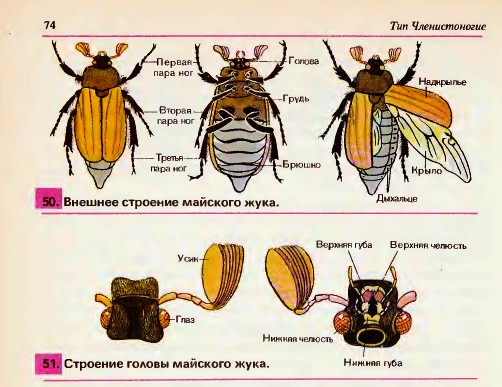 74
Тип Членистоногие
Первая
пара ног
Голова
Надкрылье
Грудь
Вторая
пара ног
Третья
пара ног
Брюшко
Крыло
Дыхальце
50. Внешнее строение майского жука.
Верхняя губа
Верхняя челюсть
Усик
Глаз
Нижняя челюсть
Нижняя губа
51. Строение головы майского жука.